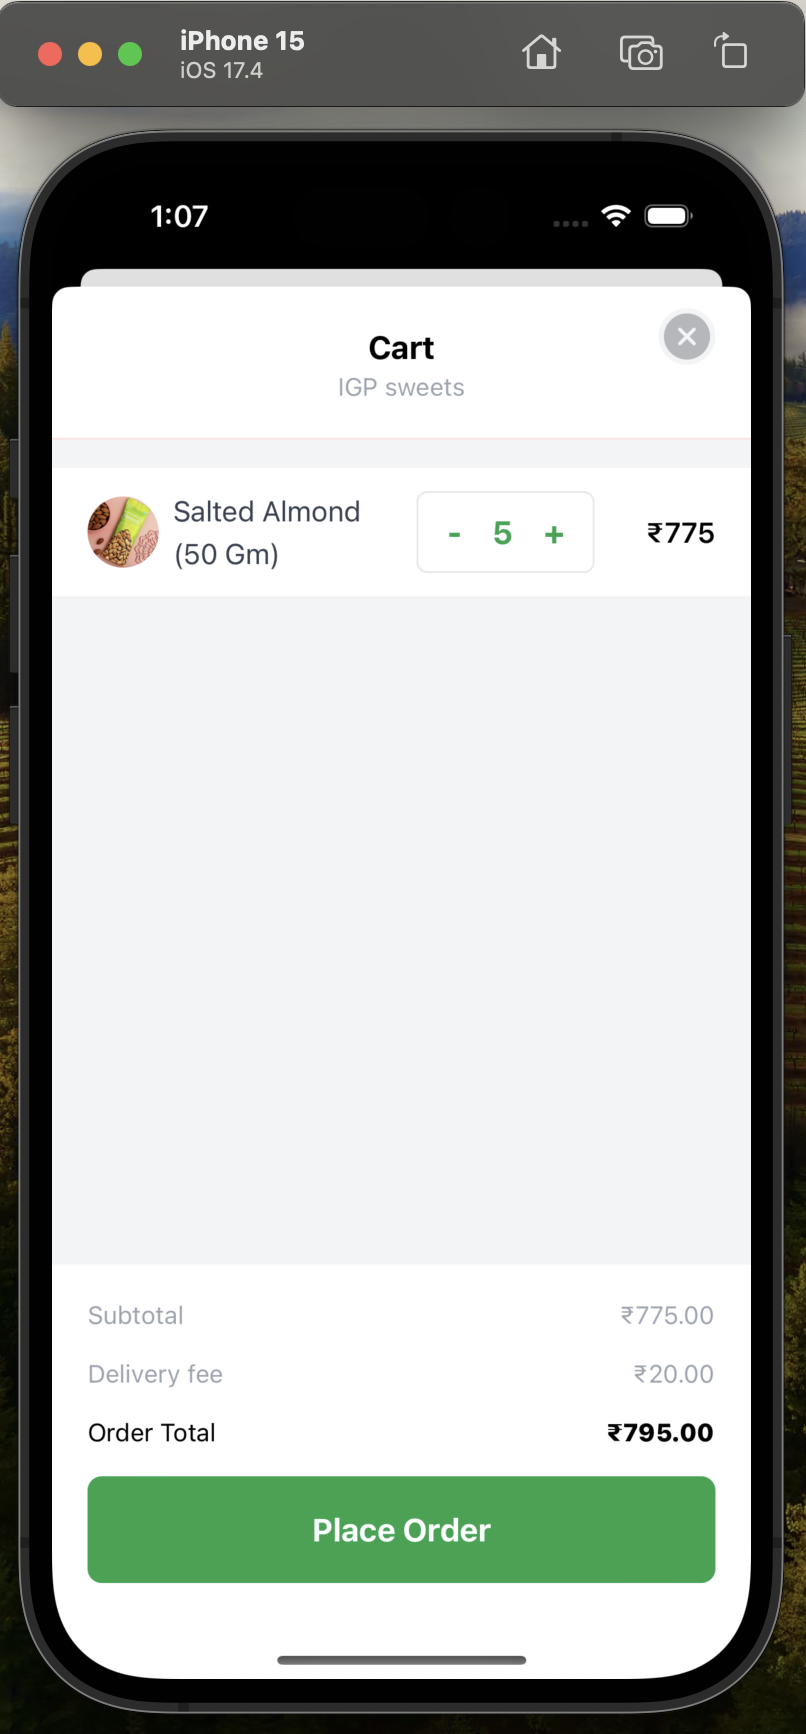 iPhone 15
iOS 17.4
1:07
Cart
IGP sweets
Salted Almond
(50 Gm)
- 5 +
₹775
Subtotal ₹775.00
Delivery fee ₹20.00
Order Total ₹795.00
Place Order